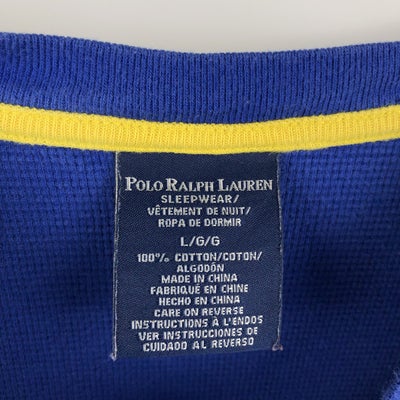 POLO RALPH LAUREN
SLEEPWEAR/
VÊTEMENT DE NUIT/
ROPA DE DORMIR
L/G/G
100% COTTON/COTON/
ALGODÓN
MADE IN CHINA
FABRIQUÉ EN CHINE
HECHO EN CHINA
CARE ON REVERSE
INSTRUCTIONS À L'ENDOS
VER INSTRUCCIONES DE
CUIDADO AL REVERSO